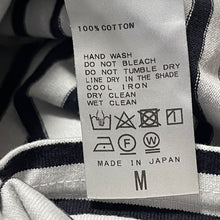 100%COTTON
HAND WASH
DO NOT BLEACH
DO NOT TUMBLE DRY
LINE DRY IN THE SHADE
COOL IRON
DRY CLEAN
WET CLEAN
P W
MADE IN JAPAN
M